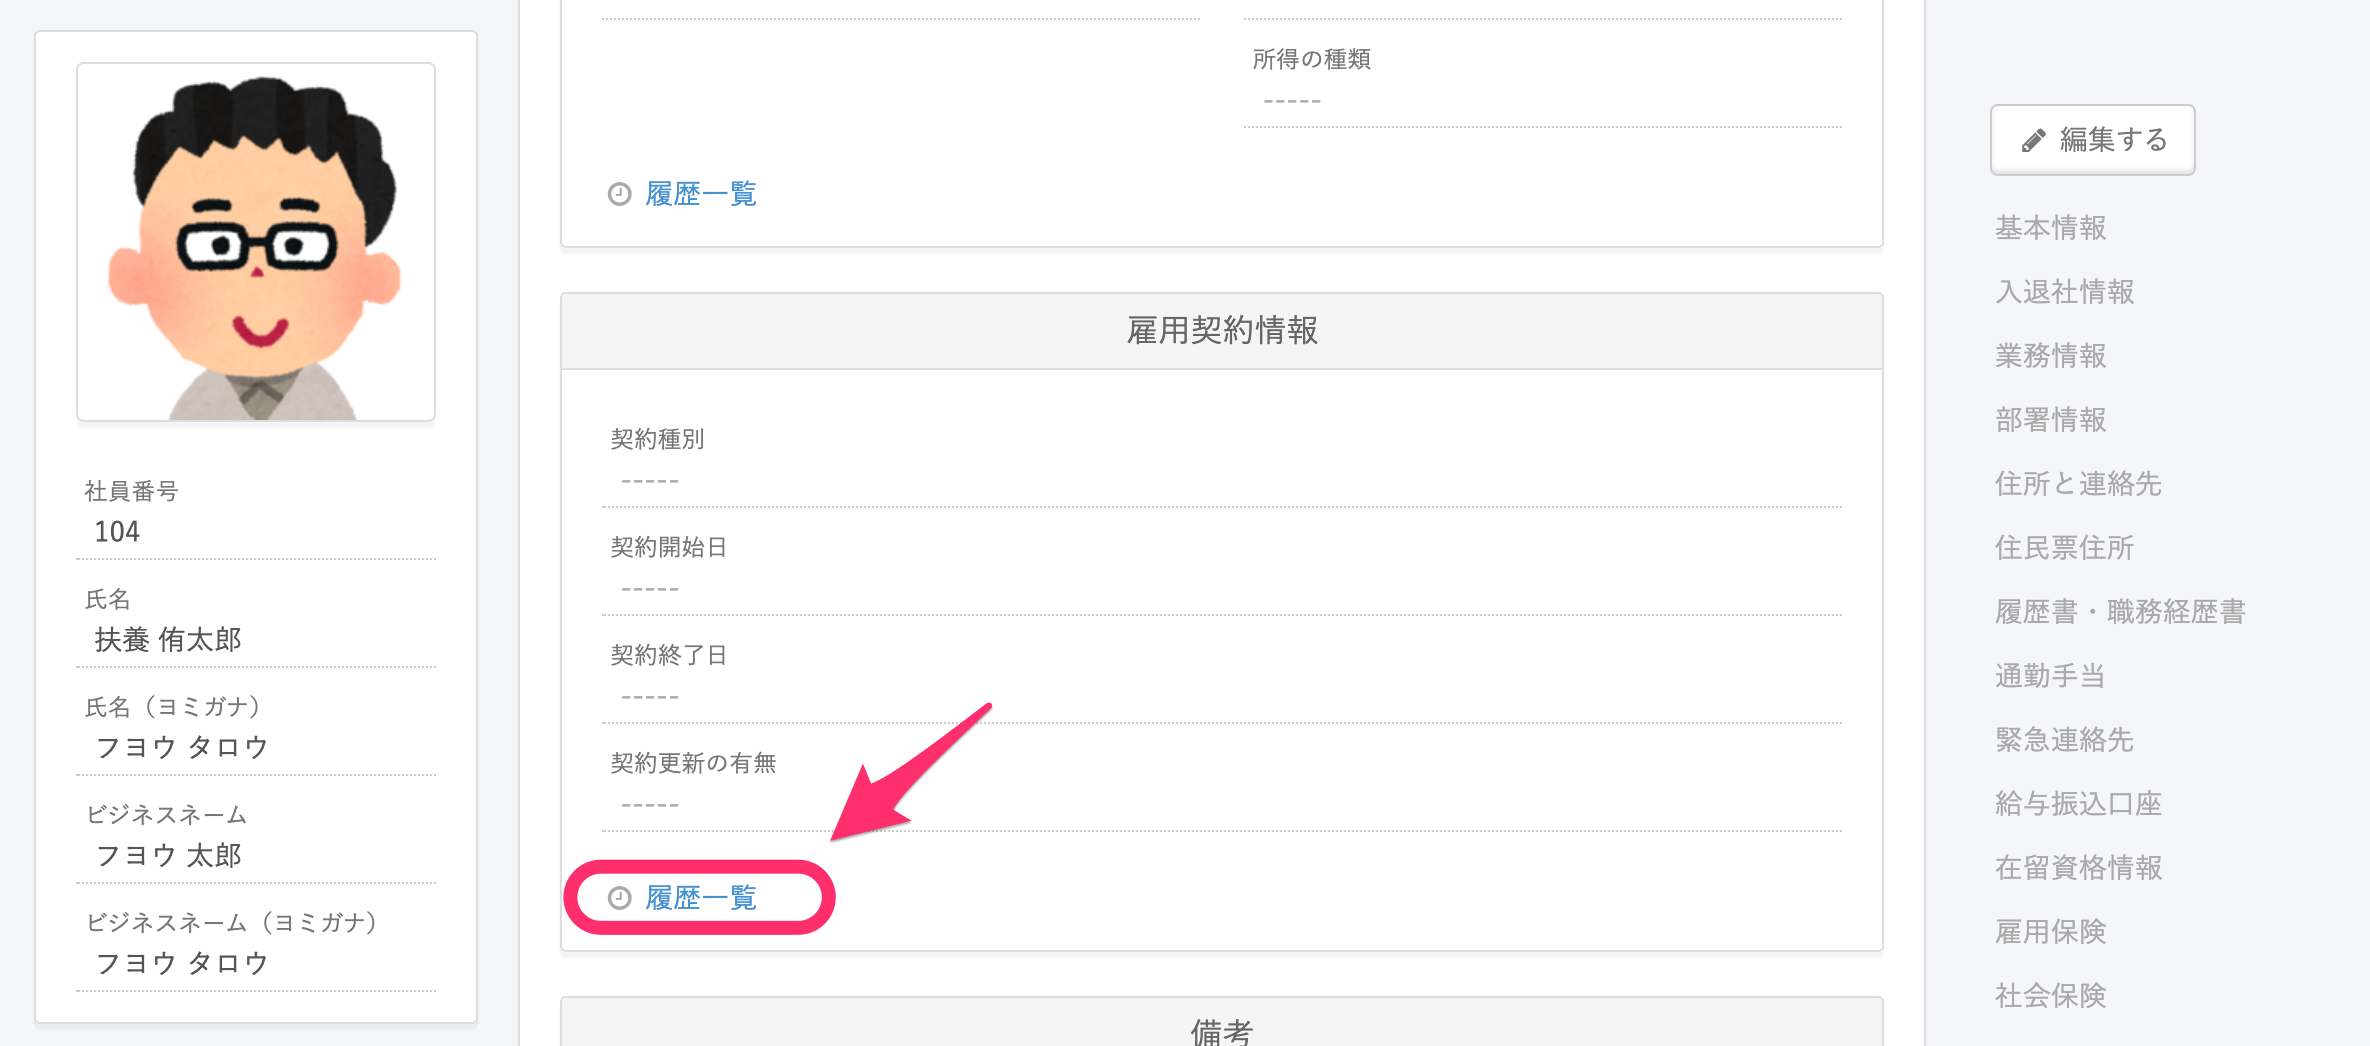 社員番号
104
氏名
扶養 侑太郎
氏名（ヨミガナ）
フヨウ タロウ
ビジネスネーム
フヨウ 太郎
ビジネスネーム（ヨミガナ）
フヨウ タロウ
所得の種類
-----
履歴一覧
雇用契約情報
契約種別
-----
契約開始日
-----
契約終了日
-----
契約更新の有無
-----
履歴一覧
備考
編集する
基本情報
入退社情報
業務情報
部署情報
住所と連絡先
住民票住所
履歴書・職務経歴書
通勤手当
緊急連絡先
給与振込口座
在留資格情報
雇用保険
社会保険